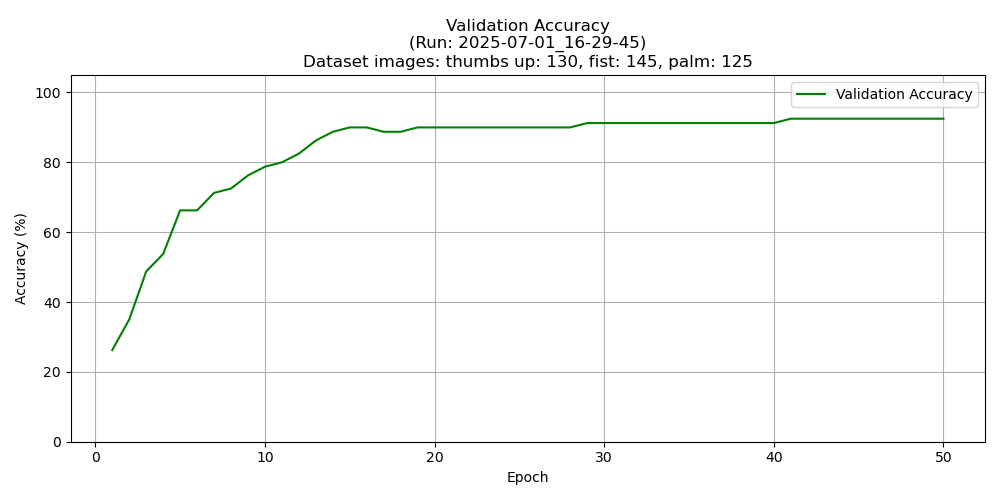 Validation Accuracy
(Run: 2025-07-01_16-29-45)
Dataset images: thumbs up: 130, fist: 145, palm: 125
Validation Accuracy
100
80
60
40
20
0
Accuracy (%)
0 10 20 30 40 50
Epoch